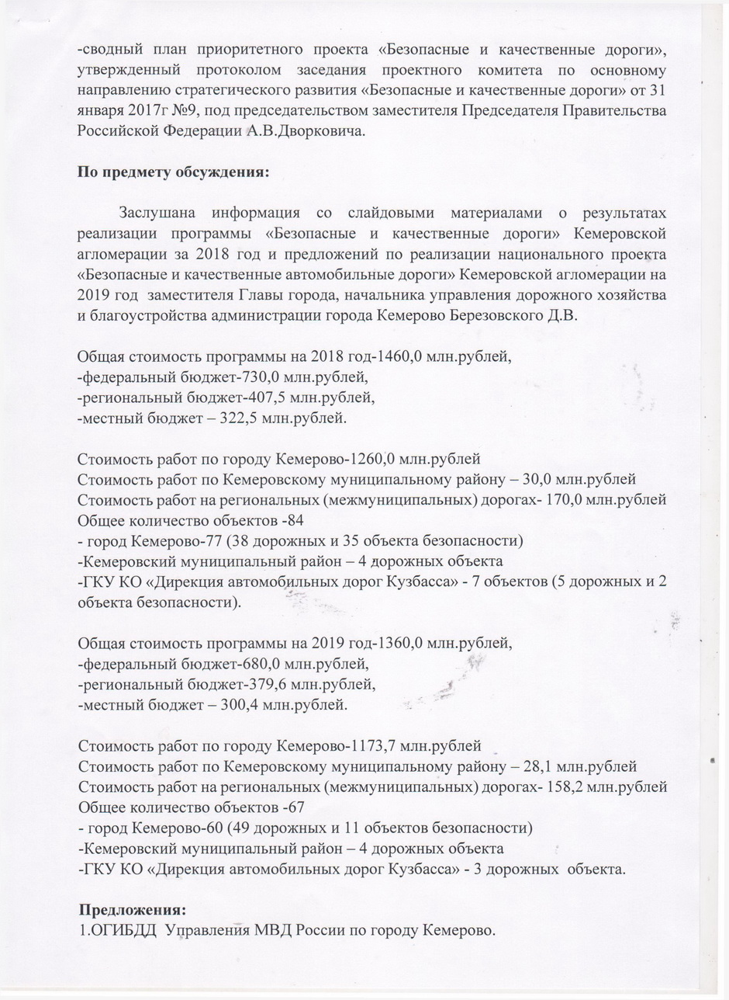 -сводный план приоритетного проекта «Безопасные и качественные дороги»,
утвержденный протоколом заседания проектного комитета по основному
направлению стратегического развития «Безопасные и качественные дороги» от 31
января 2017г №9, под председательством заместителя Председателя Правительства
Российской Федерации А.В.Дворковича.
По предмету обсуждения:
Заслушана информация со слайдовыми материалами о результатах
реализации программы «Безопасные и качественные дороги» Кемеровской
агломерации за 2018 год и предложений по реализации национального проекта
«Безопасные и качественные автомобильные дороги» Кемеровской агломерации на
2019 год заместителя Главы города, начальника управления дорожного хозяйства
и благоустройства администрации города Кемерово Березовского Д.В.
Общая стоимость программы на 2018 год-1460,0 млн.рублей,
-федеральный бюджет-730,0 млн.рублей,
-региональный бюджет-407,5 млн.рублей,
-местный бюджет – 322,5 млн.рублей.
Стоимость работ по городу Кемерово-1260,0 млн.рублей
Стоимость работ по Кемеровскому муниципальному району – 30,0 млн.рублей
Стоимость работ на региональных (межмуниципальных) дорогах- 170,0 млн.рублей
Общее количество объектов -84
- город Кемерово-77 (38 дорожных и 35 объекта безопасности)
-Кемеровский муниципальный район – 4 дорожных объекта
-ГКУ КО «Дирекция автомобильных дорог Кузбасса» - 7 объектов (5 дорожных и 2
объекта безопасности).
Общая стоимость программы на 2019 год-1360,0 млн.рублей,
-федеральный бюджет-680,0 млн.рублей,
-региональный бюджет-379,6 млн.рублей,
-местный бюджет – 300,4 млн.рублей.
Стоимость работ по городу Кемерово-1173,7 млн.рублей
Стоимость работ по Кемеровскому муниципальному району – 28,1 млн.рублей
Стоимость работ на региональных (межмуниципальных) дорогах- 158,2 млн.рублей
Общее количество объектов -67
- город Кемерово-60 (49 дорожных и 11 объектов безопасности)
-Кемеровский муниципальный район – 4 дорожных объекта
-ГКУ КО «Дирекция автомобильных дорог Кузбасса» - 3 дорожных объекта.
Предложения:
1.ОГИБДД Управления МВД России по городу Кемерово.